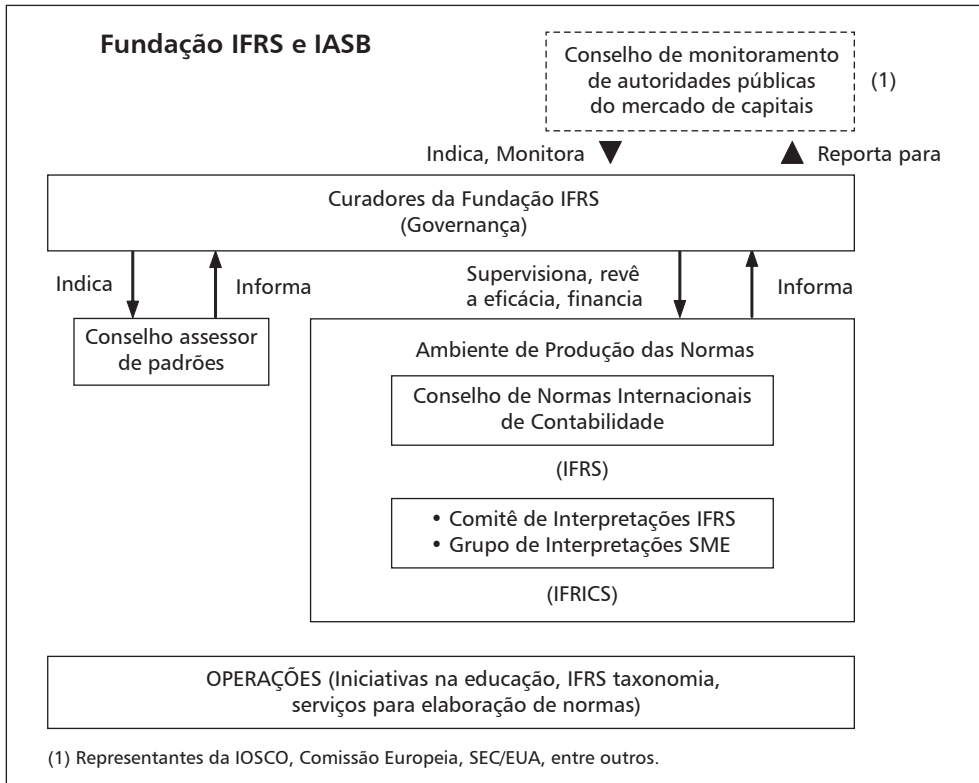 Fundação IFRS e IASB
Conselho de monitoramento
de autoridades públicas
do mercado de capitais
(1)
Indica, Monitora
Reporta para
Curadores da Fundação IFRS
(Governança)
Indica
Informa
Supervisiona, revê
a eficácia, financia
Informa
Conselho assessor
de padrões
Ambiente de Produção das Normas
Conselho de Normas Internacionais
de Contabilidade
(IFRS)
• Comitê de Interpretações IFRS
• Grupo de Interpretações SME
(IFRICS)
OPERAÇÕES (Iniciativas na educação, IFRS taxonomia,
serviços para elaboração de normas)
(1) Representantes da IOSCO, Comissão Europeia, SEC/EUA, entre outros.